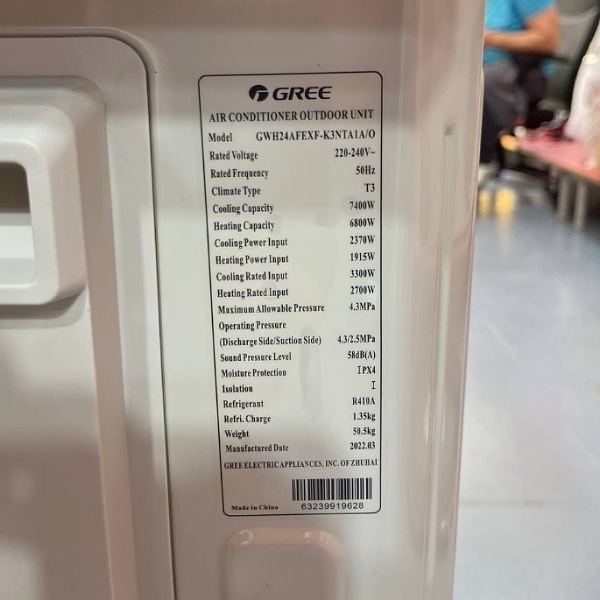 GREE
AIR CONDITIONER OUTDOOR UNIT
Model GWH24AFEXF-K3NTA1A/O
Rated Voltage 220-240V~
Rated Frequency 50Hz
Climate Type T3
Cooling Capacity 7400W
Heating Capacity 6800W
Cooling Power Input 2370W
Heating Power Input 1915W
Cooling Rated Input 3300W
Heating Rated Input 2700W
Maximum Allowable Pressure 4.3MPa
Operating Pressure
(Discharge Side/Suction Side) 4.3/2.5MPa
Sound Pressure Level 58dB(A)
Moisture Protection IPX4
Isolation I
Refrigerant R410A
Refri. Charge 1.35kg
Weight 50.5kg
Manufactured Date 2022.03
GREE ELECTRIC APPLIANCES, INC. OF ZHUHAI
Made in China 63239919628